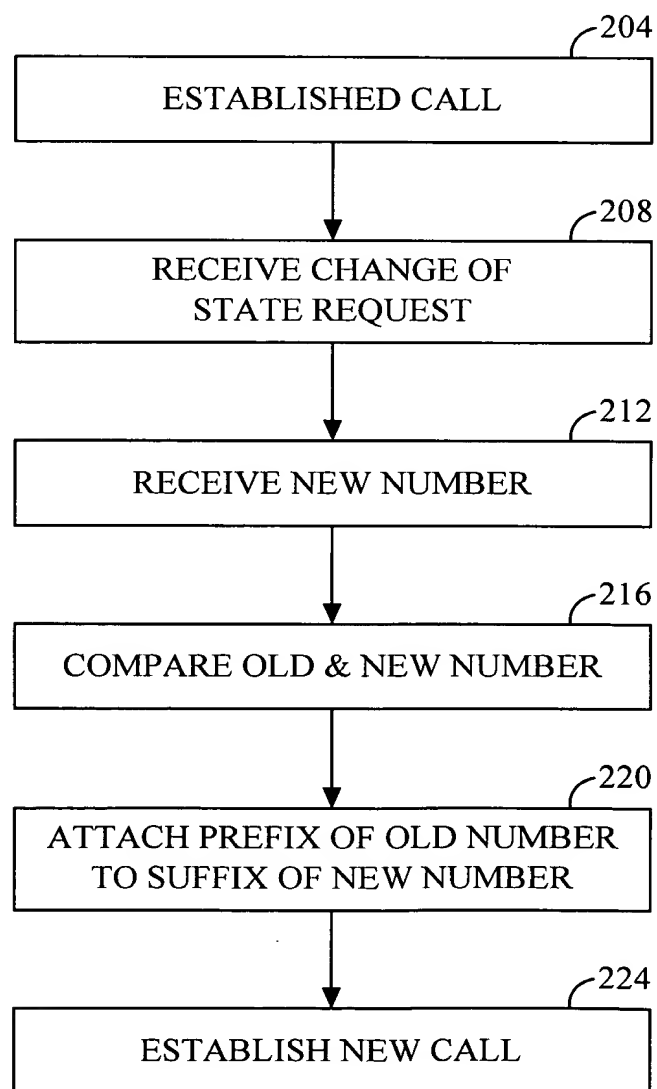 204
ESTABLISHED CALL
208
RECEIVE CHANGE OF
STATE REQUEST
212
RECEIVE NEW NUMBER
216
COMPARE OLD & NEW NUMBER
220
ATTACH PREFIX OF OLD NUMBER
TO SUFFIX OF NEW NUMBER
224
ESTABLISH NEW CALL